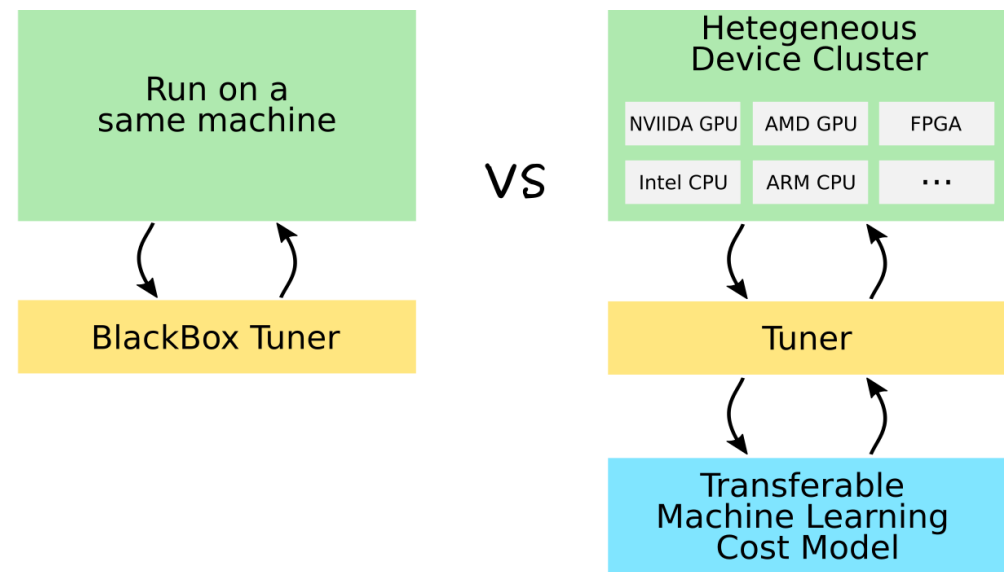 Run on a
same machine
BlackBox Tuner
vs
Hetegeneous
Device Cluster
NVIIDA GPU
AMD GPU
FPGA
Intel CPU
ARM CPU
...
Tuner
Transferable
Machine Learning
Cost Model